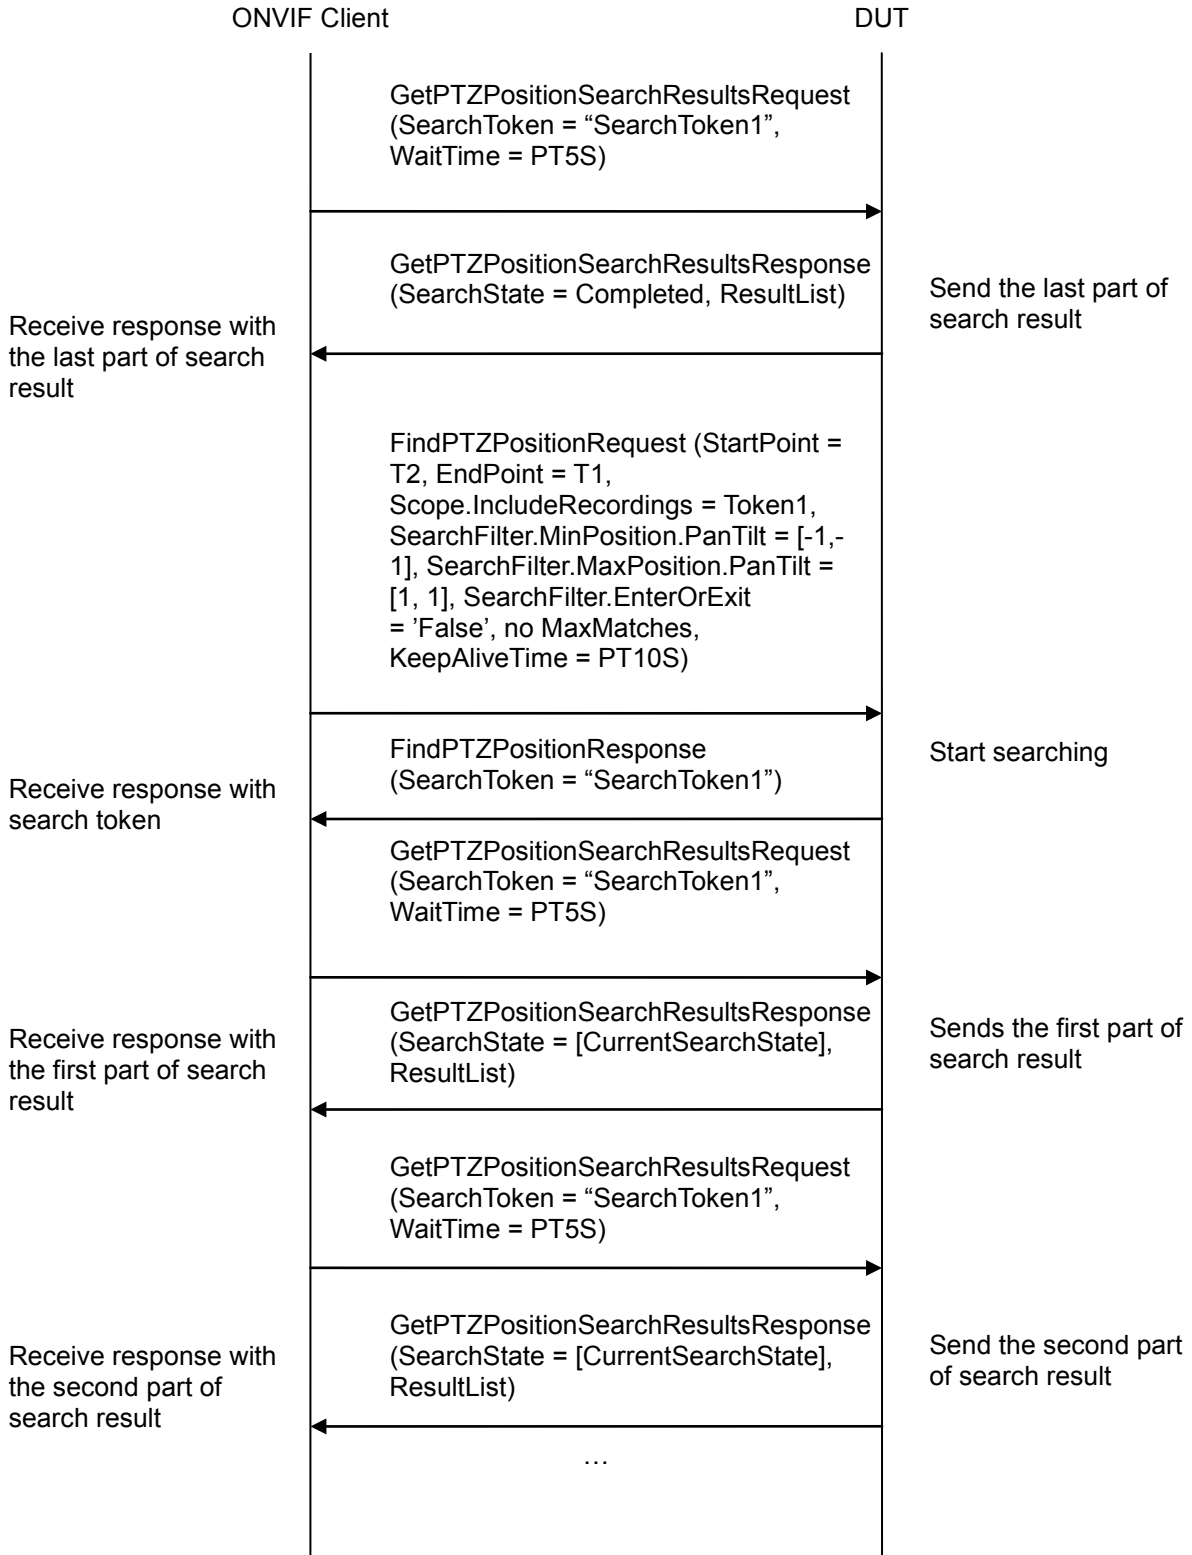 ONVIF Client
DUT
GetPTZPositionSearchResultsRequest
(SearchToken = “SearchToken1”,
WaitTime = PT5S)
GetPTZPositionSearchResultsResponse
(SearchState = Completed, ResultList)
Send the last part of
search result
Receive response with
the last part of search
result
FindPTZPositionRequest (StartPoint =
T2, EndPoint = T1,
Scope.IncludeRecordings = Token1,
SearchFilter.MinPosition.PanTilt = [-1,-
1], SearchFilter.MaxPosition.PanTilt =
[1, 1], SearchFilter.EnterOrExit
= ’False’, no MaxMatches,
KeepAliveTime = PT10S)
FindPTZPositionResponse
(SearchToken = “SearchToken1”)
Start searching
Receive response with
search token
GetPTZPositionSearchResultsRequest
(SearchToken = “SearchToken1”,
WaitTime = PT5S)
GetPTZPositionSearchResultsResponse
(SearchState = [CurrentSearchState],
ResultList)
Sends the first part of
search result
Receive response with
the first part of search
result
GetPTZPositionSearchResultsRequest
(SearchToken = “SearchToken1”,
WaitTime = PT5S)
GetPTZPositionSearchResultsResponse
(SearchState = [CurrentSearchState],
ResultList)
Send the second part
of search result
Receive response with
the second part of
search result
…